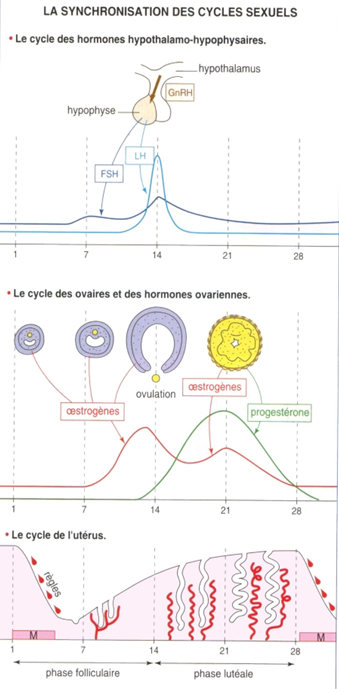 LA SYNCHRONISATION DES CYCLES SEXUELS
• Le cycle des hormones hypothalamo-hypophysaires.
hypothalamus
GnRH
hypophyse
LH
FSH
1 7 14 21 28
• Le cycle des ovaires et des hormones ovariennes.
ovulation
œstrogènes
œstrogènes
progestérone
1 7 14 21 28
• Le cycle de l'utérus.
règles
M M
1 7 14 21 28
phase folliculaire phase lutéale